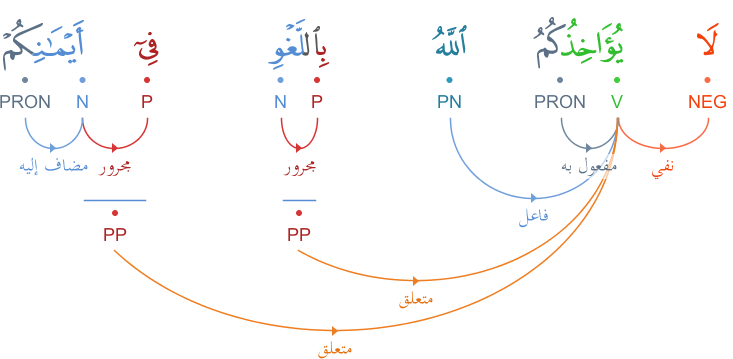 لَا يُؤَاخِذُكُمُ ٱللَّهُ بِٱللَّغْوِ فِىٓ أَيْمَـٰنِكُمْ
NEG V PRON PN P N P N PRON
نفي مفعول به مجرور مجرور مضاف إليه
فاعل
PP PP
متعلق
متعلق